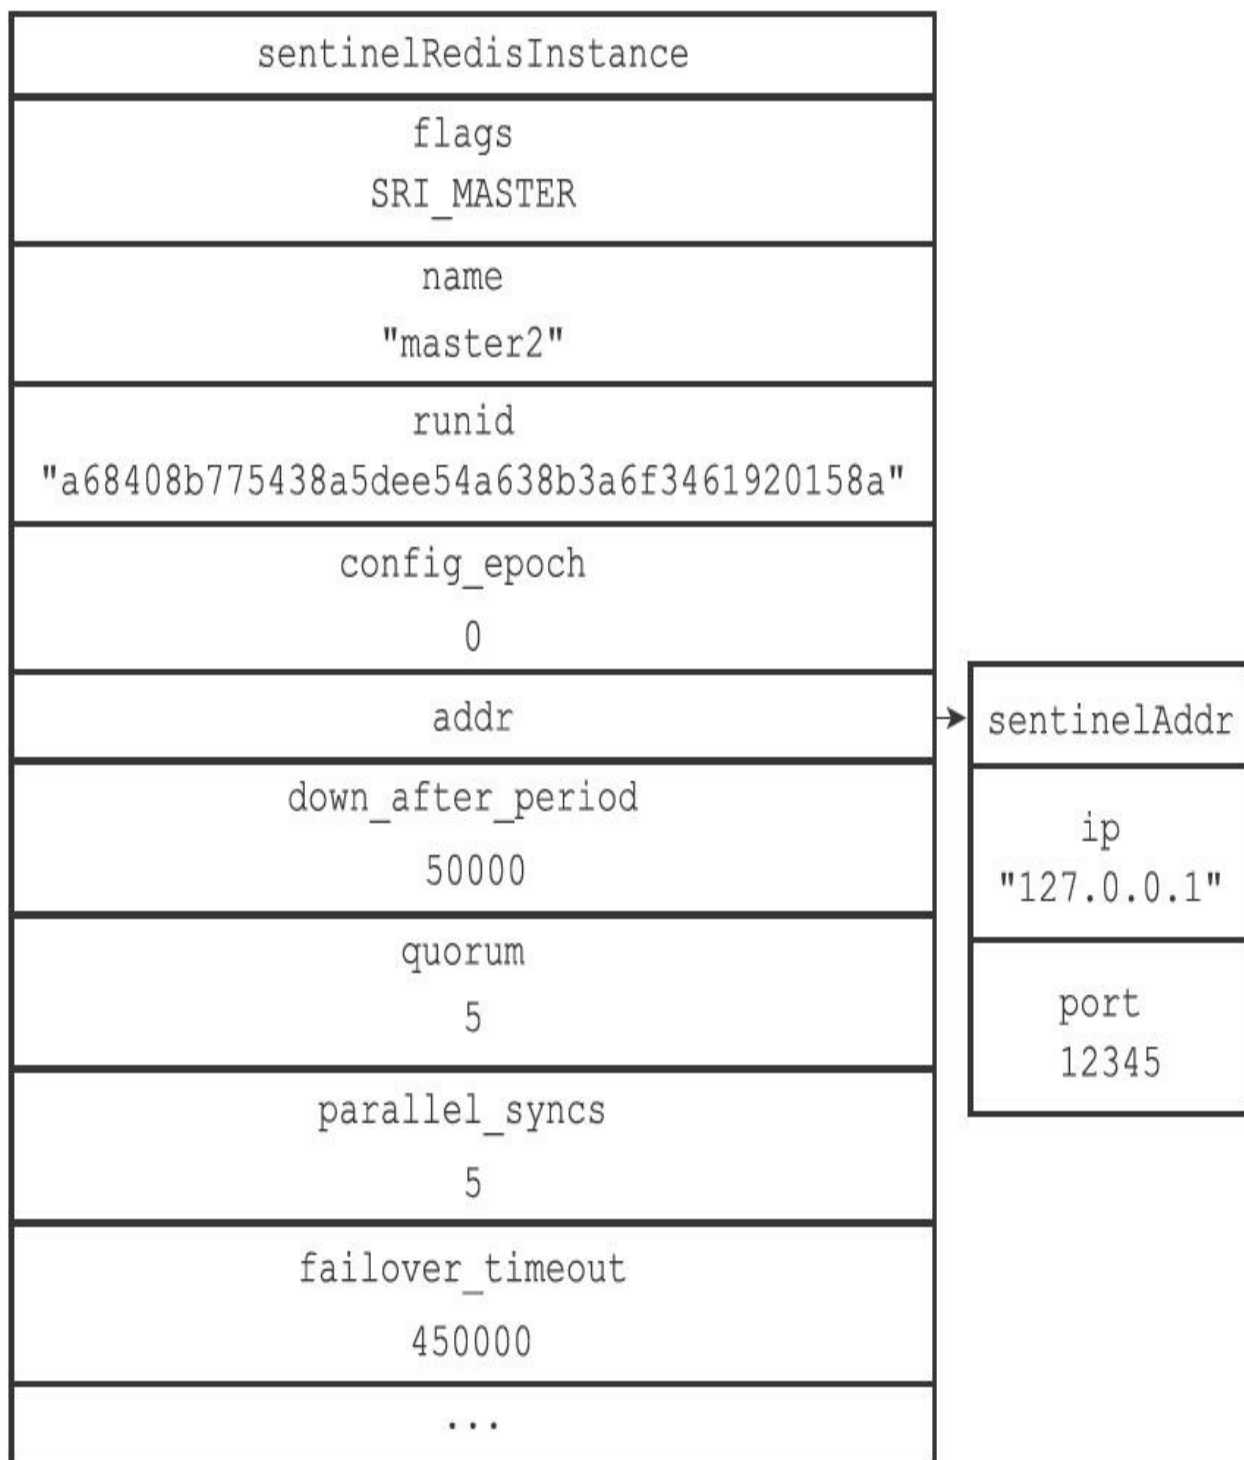 sentinelRedisInstance
flags
SRI_MASTER
name
"master2"
runid
"a68408b775438a5dee54a638b3a6f3461920158a"
config_epoch
0
addr
down_after_period
50000
quorum
5
parallel_syncs
5
failover_timeout
450000
...
sentinelAddr
ip
"127.0.0.1"
port
12345